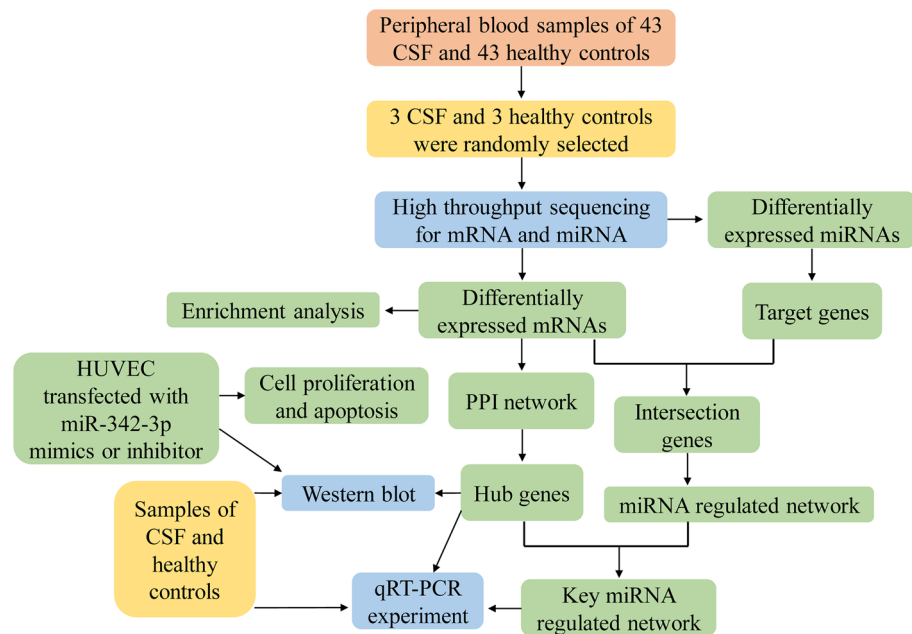 Peripheral blood samples of 43
CSF and 43 healthy controls
3 CSF and 3 healthy controls
were randomly selected
High throughput sequencing
for mRNA and miRNA
Differentially
expressed miRNAs
Enrichment analysis
Differentially
expressed mRNAs
Target genes
HUVEC
transfected with
miR-342-3p
mimics or inhibitor
Cell proliferation
and apoptosis
PPI network
Intersection
genes
Western blot
Hub genes
miRNA regulated network
Samples of
CSF and
healthy
controls
qRT-PCR
experiment
Key miRNA
regulated network